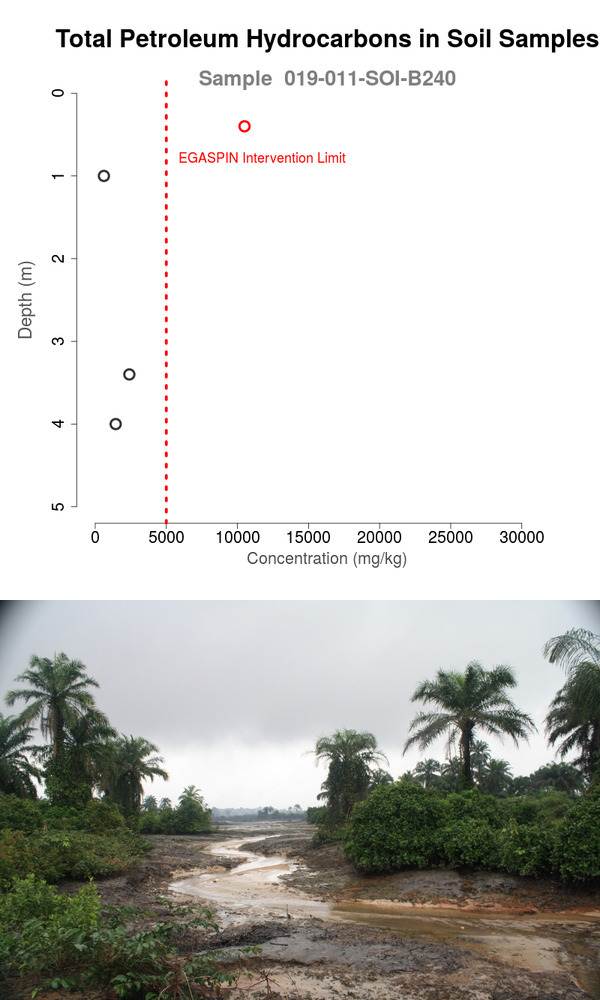 Total Petroleum Hydrocarbons in Soil Samples
Sample 019-011-SOI-B240
EGASPIN Intervention Limit
Depth (m)
0
1
2
3
4
5
0 5000 10000 15000 20000 25000 30000
Concentration (mg/kg)